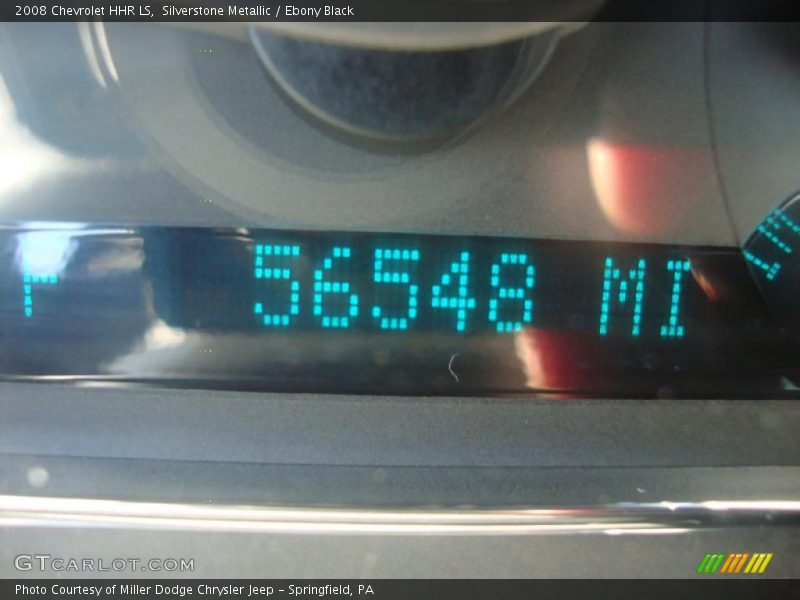 2008 Chevrolet HHR LS, Silverstone Metallic / Ebony Black
56548 MI
GTCARLOT.COM
Photo Courtesy of Miller Dodge Chrysler Jeep - Springfield, PA